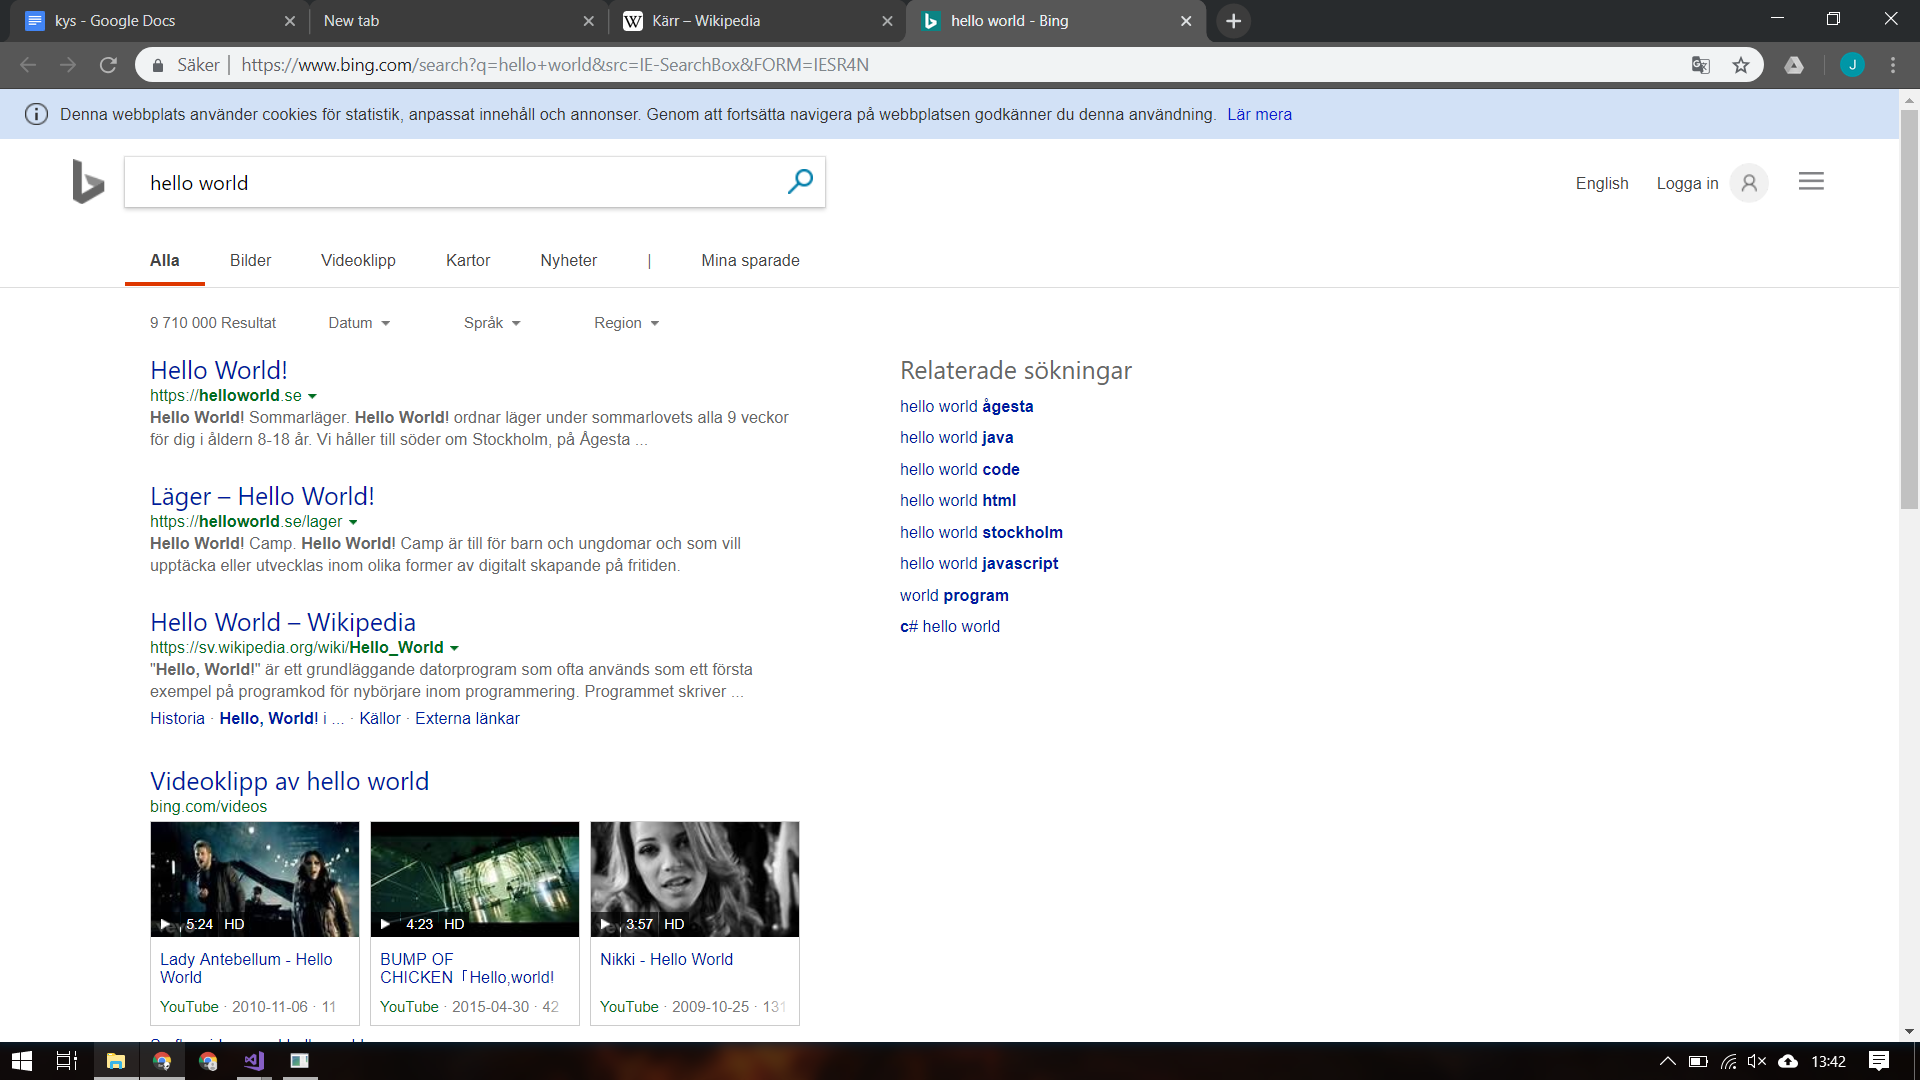 kys - Google Docs
New tab
Kärr – Wikipedia
hello world - Bing
Säker
https://www.bing.com/search?q=hello+world&src=IE-SearchBox&FORM=IESR4N
J
Denna webbplats använder cookies för statistik, anpassat innehåll och annonser. Genom att fortsätta navigera på webbplatsen godkänner du denna användning. Lär mera
hello world
English
Logga in
Alla
Bilder
Videoklipp
Kartor
Nyheter
|
Mina sparade
9 710 000 Resultat
Datum
Språk
Region
Hello World!
https://helloworld.se
Hello World! Sommarläger. Hello World! ordnar läger under sommarlovets alla 9 veckor
för dig i åldern 8-18 år. Vi håller till söder om Stockholm, på Ågesta ...
Läger – Hello World!
https://helloworld.se/lager
Hello World! Camp. Hello World! Camp är till för barn och ungdomar och som vill
upptäcka eller utvecklas inom olika former av digitalt skapande på fritiden.
Hello World – Wikipedia
https://sv.wikipedia.org/wiki/Hello_World
"Hello, World!" är ett grundläggande datorprogram som ofta används som ett första
exempel på programkod för nybörjare inom programmering. Programmet skriver ...
Historia · Hello, World! i ... · Källor · Externa länkar
Videoklipp av hello world
bing.com/videos
5:24 HD
Lady Antebellum - Hello
World
YouTube · 2010-11-06 · 11
4:23 HD
BUMP OF
CHICKEN「Hello,world!
YouTube · 2015-04-30 · 42
3:57 HD
Nikki - Hello World
YouTube · 2009-10-25 · 131
Relaterade sökningar
hello world ågesta
hello world java
hello world code
hello world html
hello world stockholm
hello world javascript
world program
c# hello world
13:42